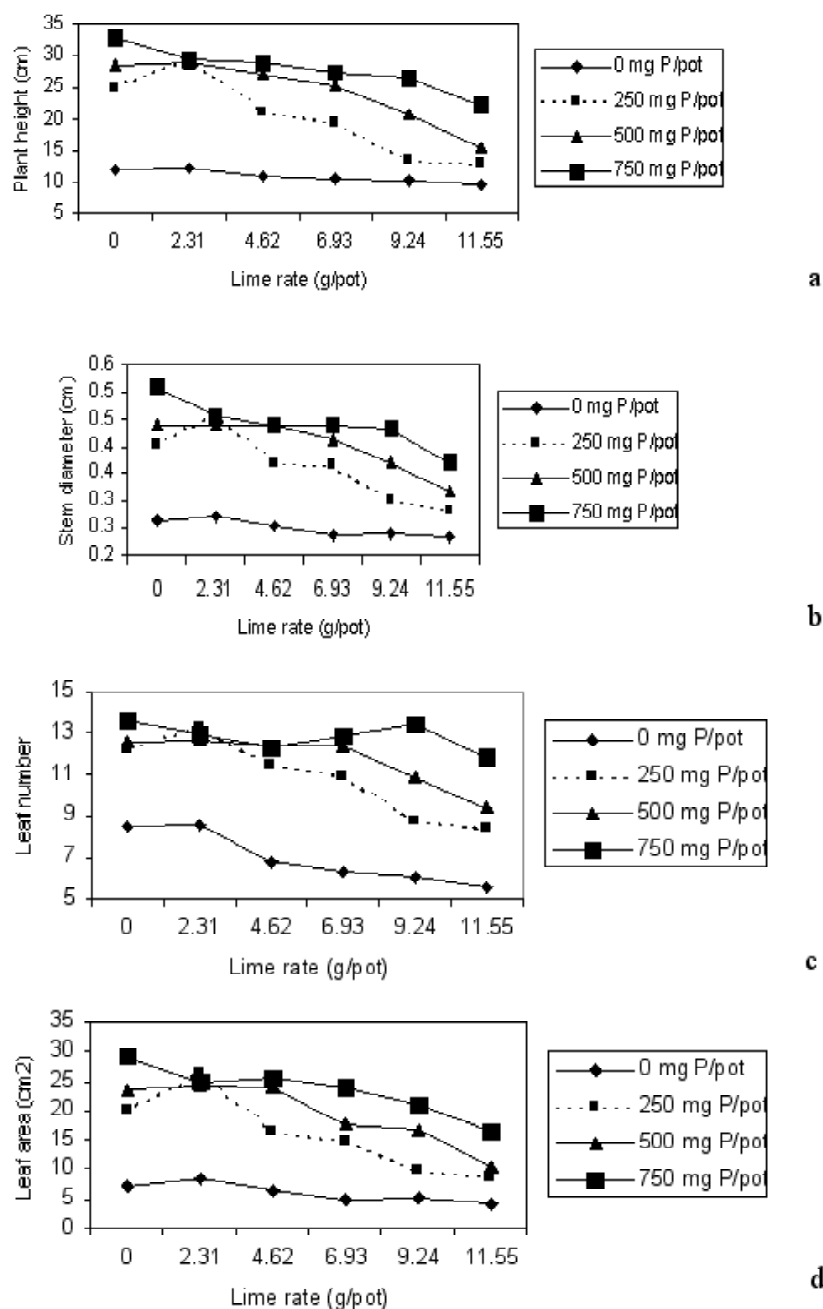 35
30
25
20
15
10
5
Plant height (cm)
0 2.31 4.62 6.93 9.24 11.55
Lime rate (g/pot)
0 mg P/pot
250 mg P/pot
500 mg P/pot
750 mg P/pot
a
0.6
0.5
0.5
0.4
0.4
0.3
0.3
0.2
Stem diameter (cm)
0 2.31 4.62 6.93 9.24 11.55
Lime rate (g/pot)
0 mg P/pot
250 mg P/pot
500 mg P/pot
750 mg P/pot
b
15
13
11
9
7
5
Leaf number
0 2.31 4.62 6.93 9.24 11.55
Lime rate (g/pot)
0 mg P/pot
250 mg P/pot
500 mg P/pot
750 mg P/pot
c
35
30
25
20
15
10
5
0
Leaf area (cm2)
0 2.31 4.62 6.93 9.24 11.55
Lime rate (g/pot)
0 mg P/pot
250 mg P/pot
500 mg P/pot
750 mg P/pot
d